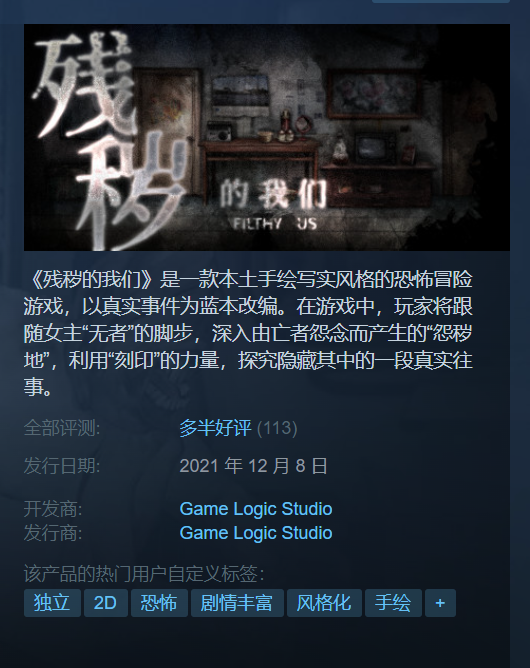 残秽
的我们
FILTHY US
《残秽的我们》是一款本土手绘写实风格的恐怖冒险
游戏，以真实事件为蓝本改编。在游戏中，玩家将跟
随女主“无者”的脚步，深入由亡者怨念而产生的“怨秽
地”，利用“刻印”的力量，探究隐藏其中的一段真实往
事。
全部评测: 多半好评 (113)
发行日期: 2021 年 12 月 8 日
开发商: Game Logic Studio
发行商: Game Logic Studio
该产品的热门用户自定义标签:
独立 2D 恐怖 剧情丰富 风格化 手绘 +